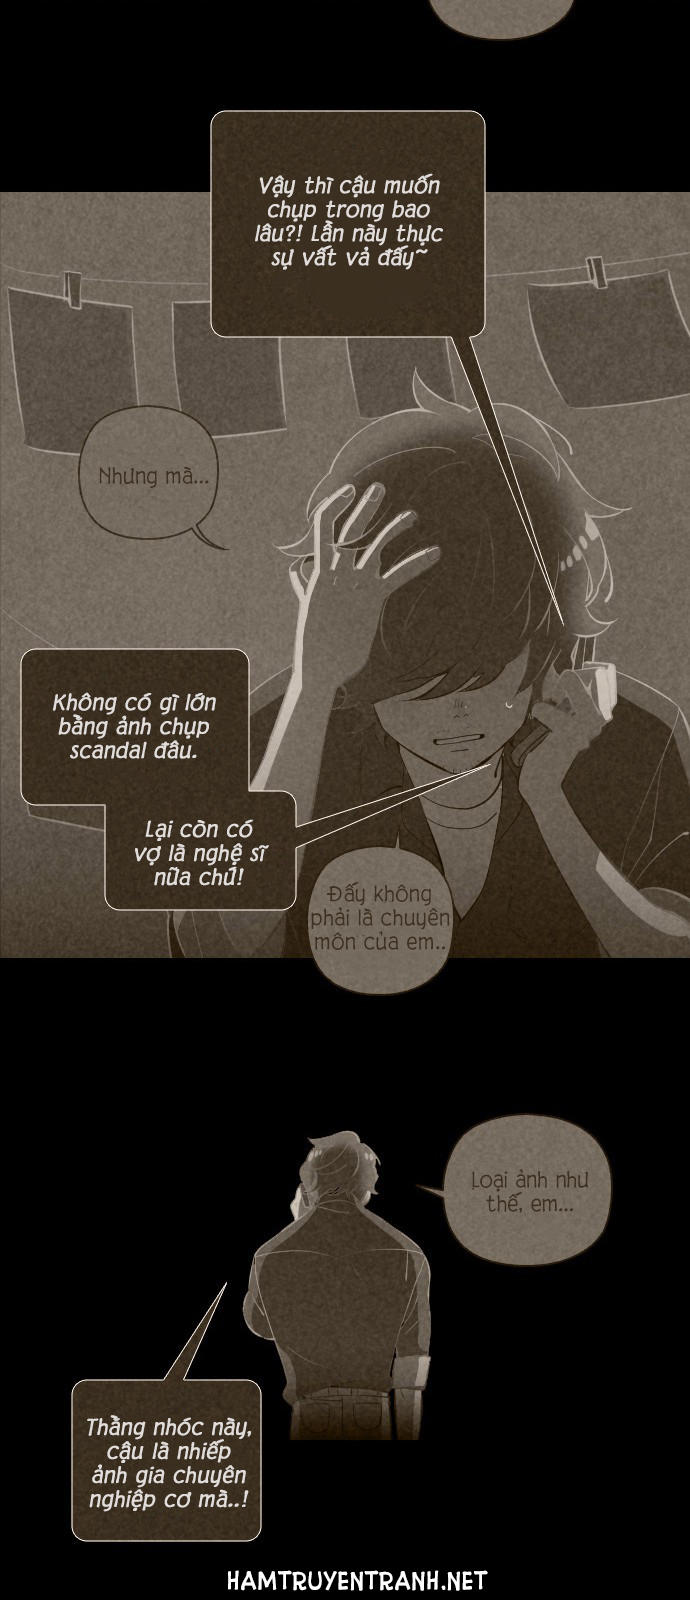 Vậy thì cậu muốn
chụp trong bao
lâu?! Lần này thực
sự vất vả đấy~
Nhưng mà...
Không có gì lớn
bằng ảnh chụp
scandal đâu.
Lại còn có
vợ là nghệ sĩ
nữa chứ!
Đấy không
phải là chuyên
môn của em..
Loại ảnh như
thế, em...
Thằng nhóc này,
cậu là nhiếp
ảnh gia chuyên
nghiệp cơ mà..!
HAMTRUYENTRANH.NET